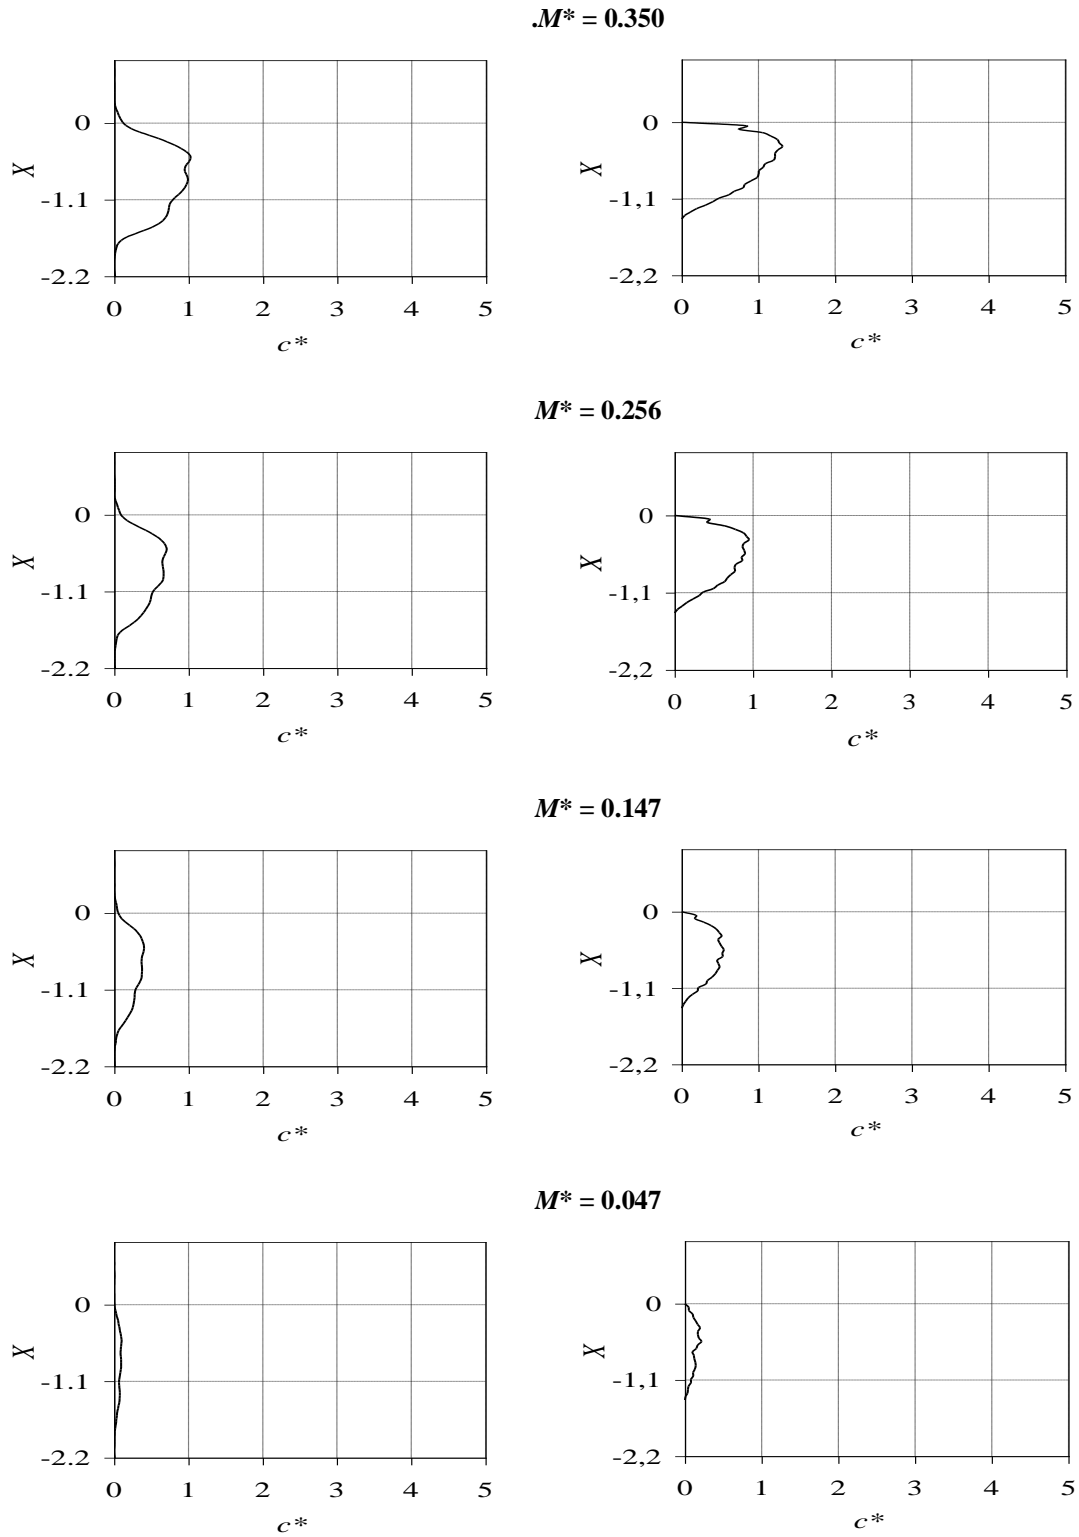 .M* = 0.350
0
X
-1.1
-2.2
0 1 2 3 4 5
c*
0
X
-1,1
-2,2
0 1 2 3 4 5
c*
M* = 0.256
0
X
-1.1
-2.2
0 1 2 3 4 5
c*
0
X
-1,1
-2,2
0 1 2 3 4 5
c*
M* = 0.147
0
X
-1.1
-2.2
0 1 2 3 4 5
c*
0
X
-1,1
-2,2
0 1 2 3 4 5
c*
M* = 0.047
0
X
-1.1
-2.2
0 1 2 3 4 5
c*
0
X
-1,1
-2,2
0 1 2 3 4 5
c*